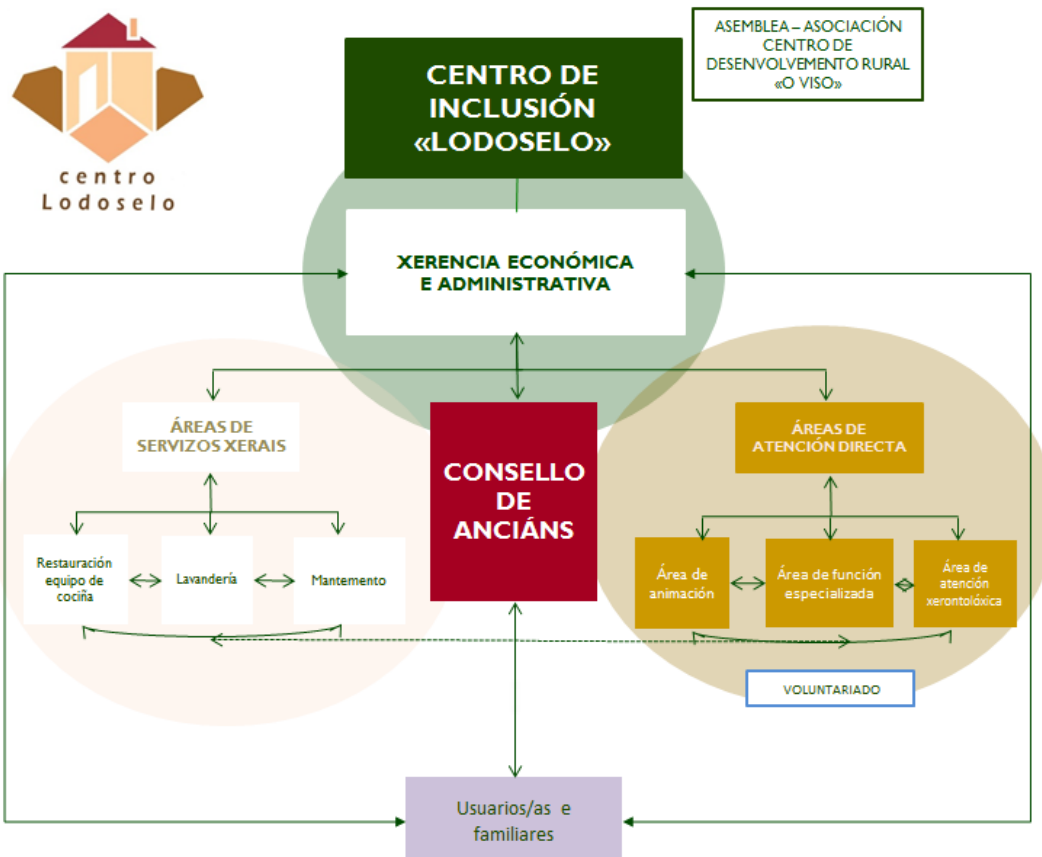 centro
Lodoselo
CENTRO DE
INCLUSIÓN
«LODOSELO»
ASEMBLEA – ASOCIACIÓN
CENTRO DE
DESENVOLVEMENTO RURAL
«O VISO»
XERENCIA ECONÓMICA
E ADMINISTRATIVA
ÁREAS DE
SERVIZOS XERAIS
CONSELLO
DE
ANCIÁNS
ÁREAS DE
ATENCIÓN DIRECTA
Restauración
equipo de
cociña
Lavandería
Mantemento
Área de
animación
Área de función
especializada
Área de
atención
xerontolóxica
VOLUNTARIADO
Usuarios/as e
familiares